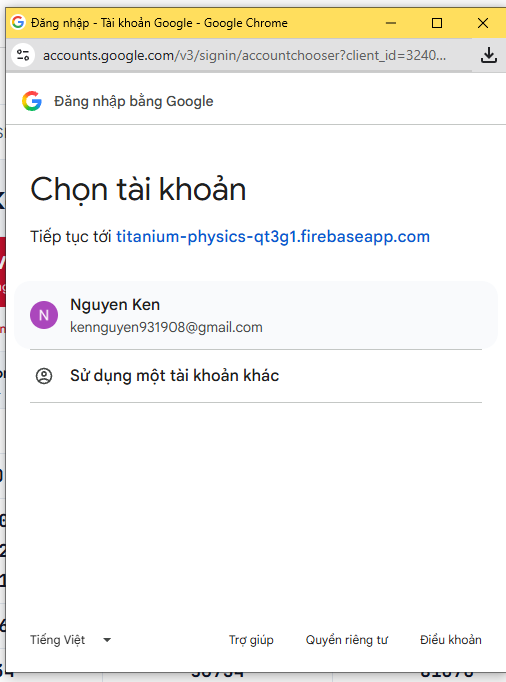 Đăng nhập - Tài khoản Google - Google Chrome
accounts.google.com/v3/signin/accountchooser?client_id=3240...
Đăng nhập bằng Google
Chọn tài khoản
Tiếp tục tới titanium-physics-qt3g1.firebaseapp.com
N
Nguyen Ken
kennguyen931908@gmail.com
Sử dụng một tài khoản khác
Tiếng Việt
Trợ giúp
Quyền riêng tư
Điều khoản